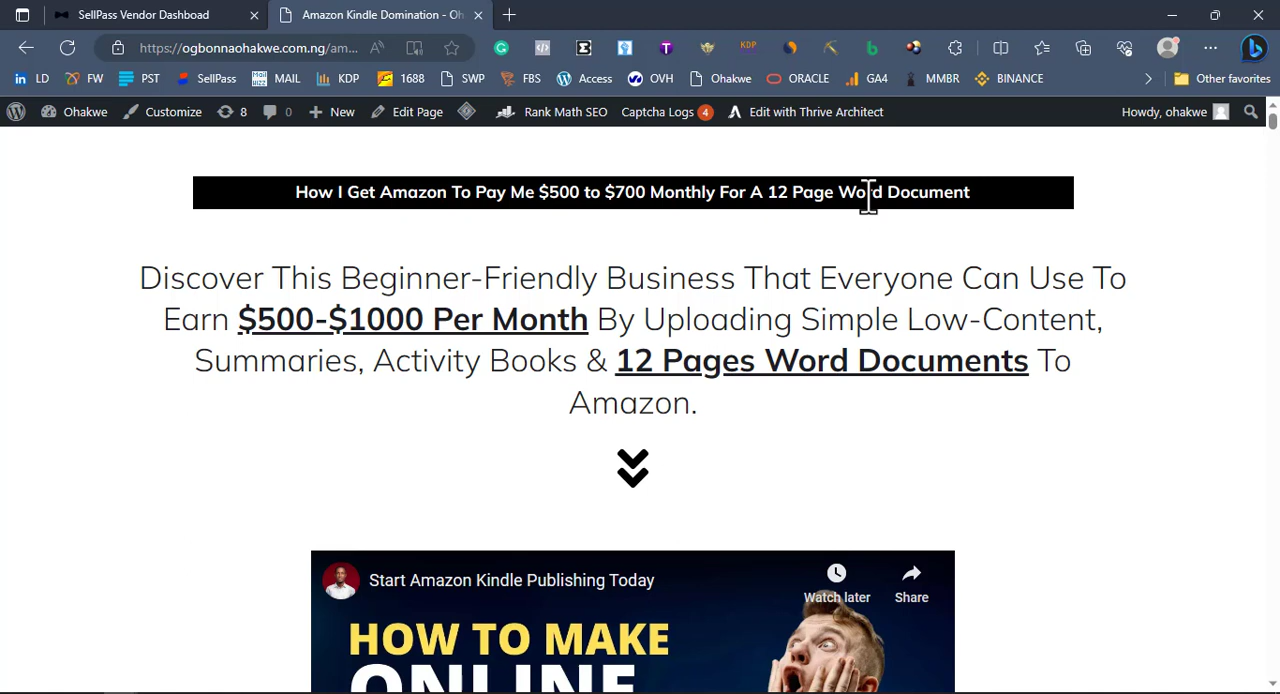 SellPass Vendor Dashboad
Amazon Kindle Domination - Oh
https://ogbonnaohakwe.com.ng/am...
KDP
LD
FW
PST
SellPass
MAIL
KDP
1688
SWP
FBS
Access
OVH
Ohakwe
ORACLE
GA4
MMBR
BINANCE
Other favorites
Ohakwe
Customize
8
0
New
Edit Page
Rank Math SEO
Captcha Logs 4
Edit with Thrive Architect
Howdy, ohakwe
How I Get Amazon To Pay Me $500 to $700 Monthly For A 12 Page Word Document
Discover This Beginner-Friendly Business That Everyone Can Use To
Earn $500-$1000 Per Month By Uploading Simple Low-Content,
Summaries, Activity Books & 12 Pages Word Documents To
Amazon.
Start Amazon Kindle Publishing Today
Watch later
Share
HOW TO MAKE
ONLINE